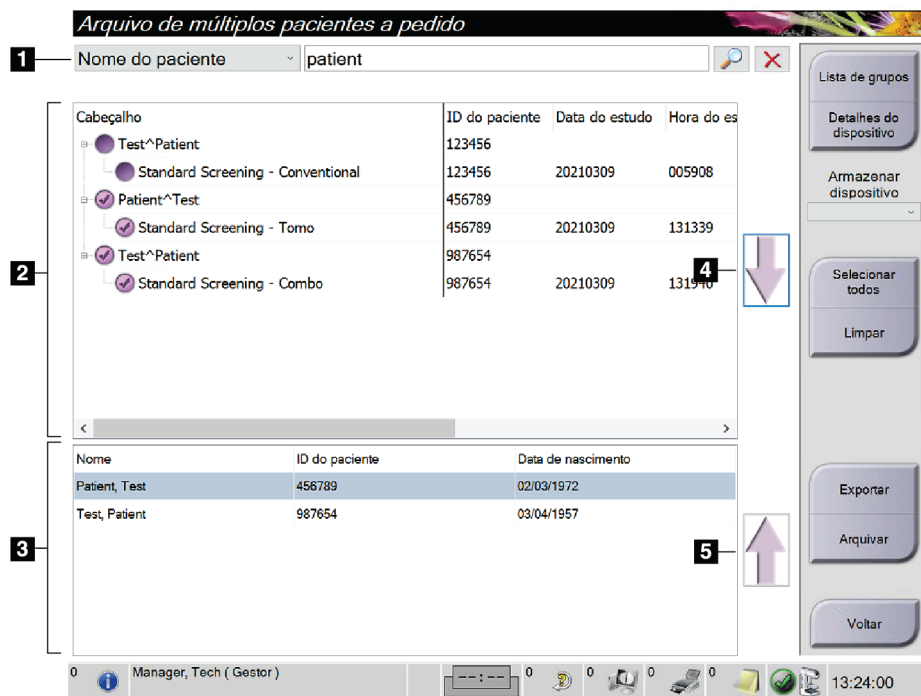 Arquivo de múltiplos pacientes a pedido
1
Nome do paciente
patient
Lista de grupos
Detalhes do
dispositivo
Armazenar
dispositivo
Selecionar
todos
Limpar
Exportar
Arquivar
Voltar
2
Cabeçalho ID do paciente Data do estudo Hora do es
Test^Patient 123456
Standard Screening - Conventional 123456 20210309 005908
Patient^Test 456789
Standard Screening - Tomo 456789 20210309 131339
Test^Patient 987654
Standard Screening - Combo 987654 20210309 131940
4
3
Nome ID do paciente Data de nascimento
Patient, Test 456789 02/03/1972
Test, Patient 987654 03/04/1957
5
0 Manager, Tech ( Gestor ) --:-- 0 0 0 0 13:24:00